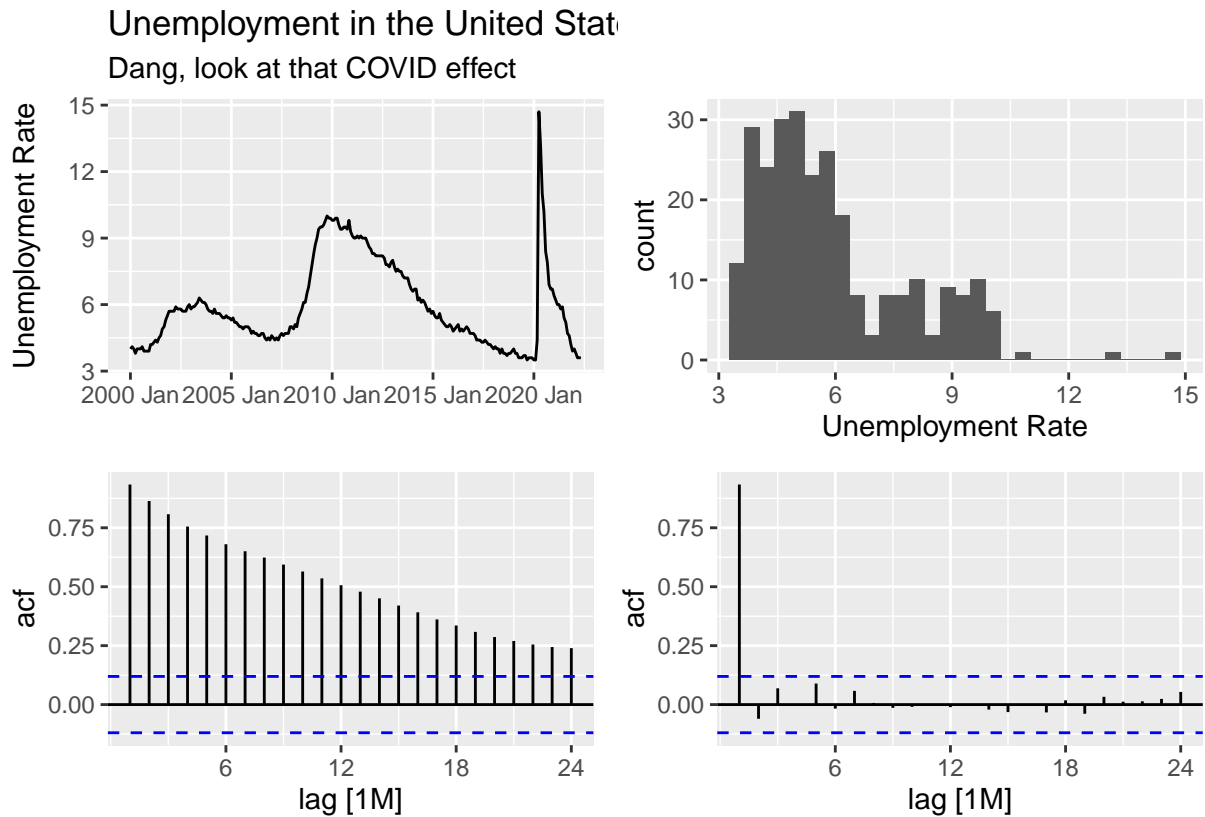 Unemployment in the United Stat
Dang, look at that COVID effect
Unemployment Rate
15
12
9
6
3
2000 Jan 2005 Jan 2010 Jan 2015 Jan 2020 Jan
count
30
20
10
0
3 6 9 12 15
Unemployment Rate
acf
0.75
0.50
0.25
0.00
6 12 18 24
lag [1M]
acf
0.75
0.50
0.25
0.00
6 12 18 24
lag [1M]